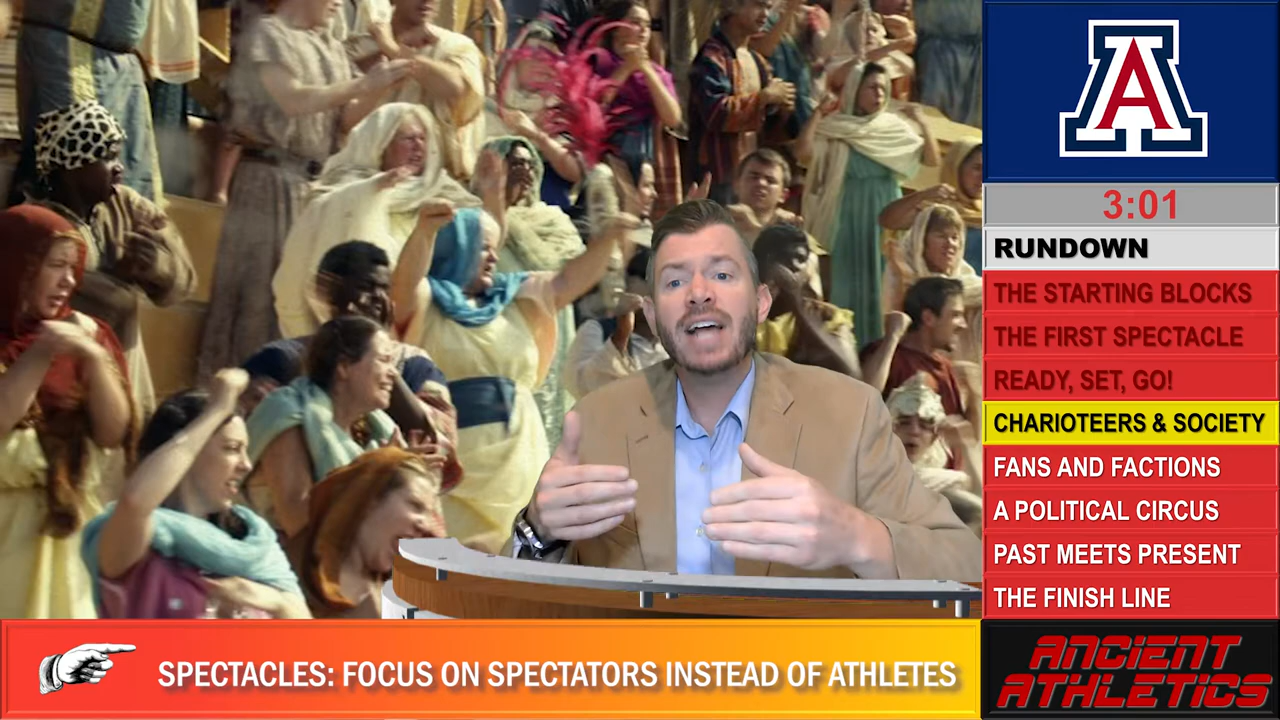 A
3:01
RUNDOWN
THE STARTING BLOCKS
THE FIRST SPECTACLE
READY, SET, GO!
CHARIOTEERS & SOCIETY
FANS AND FACTIONS
A POLITICAL CIRCUS
PAST MEETS PRESENT
THE FINISH LINE
SPECTACLES: FOCUS ON SPECTATORS INSTEAD OF ATHLETES
ANCIENT
ATHLETICS